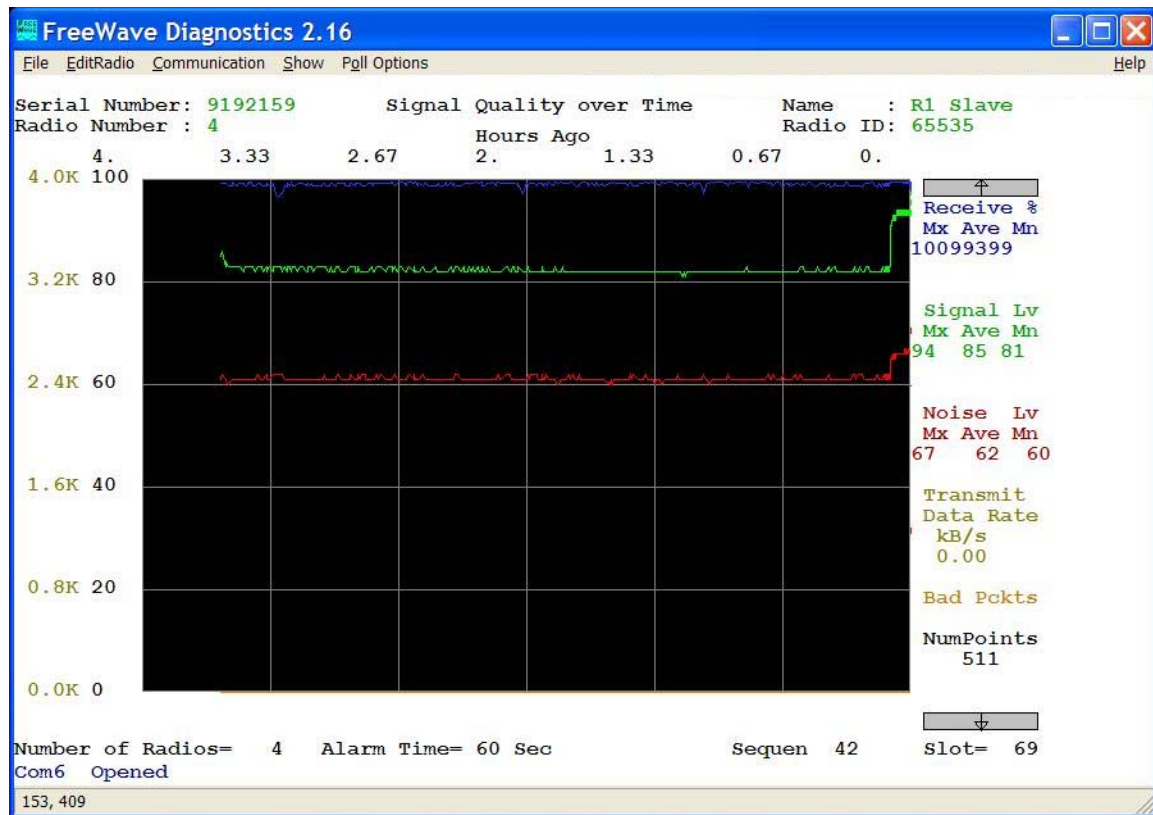 FreeWave Diagnostics 2.16
File EditRadio Communication Show Poll Options Help
Serial Number: 9192159 Signal Quality over Time Name : R1 Slave
Radio Number : 4 Hours Ago Radio ID: 65535
4. 3.33 2.67 2. 1.33 0.67 0.
4.0K 100
3.2K 80
2.4K 60
1.6K 40
0.8K 20
0.0K 0
Receive %
Mx Ave Mn
10099399
Signal Lv
Mx Ave Mn
94 85 81
Noise Lv
Mx Ave Mn
67 62 60
Transmit
Data Rate
kB/s
0.00
Bad Pckts
NumPoints
511
Number of Radios= 4 Alarm Time= 60 Sec Sequen 42 Slot= 69
Com6 Opened
153, 409